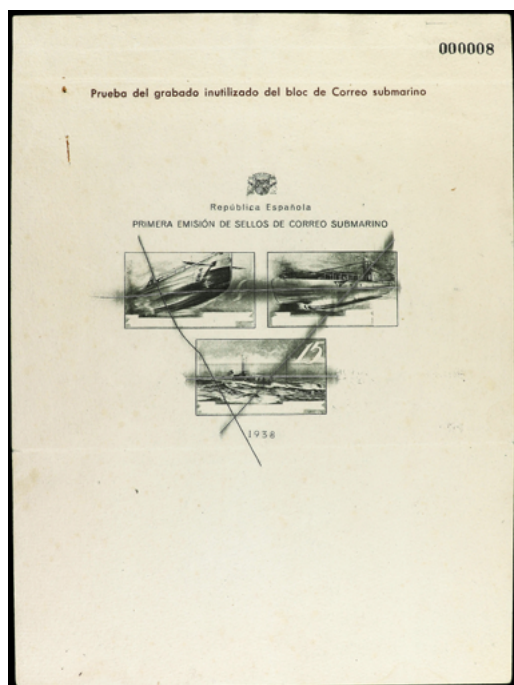 000008
Prueba del grabado inutilizado del bloc de Correo submarino
República Española
PRIMERA EMISIÓN DE SELLOS DE CORREO SUBMARINO
15
1938